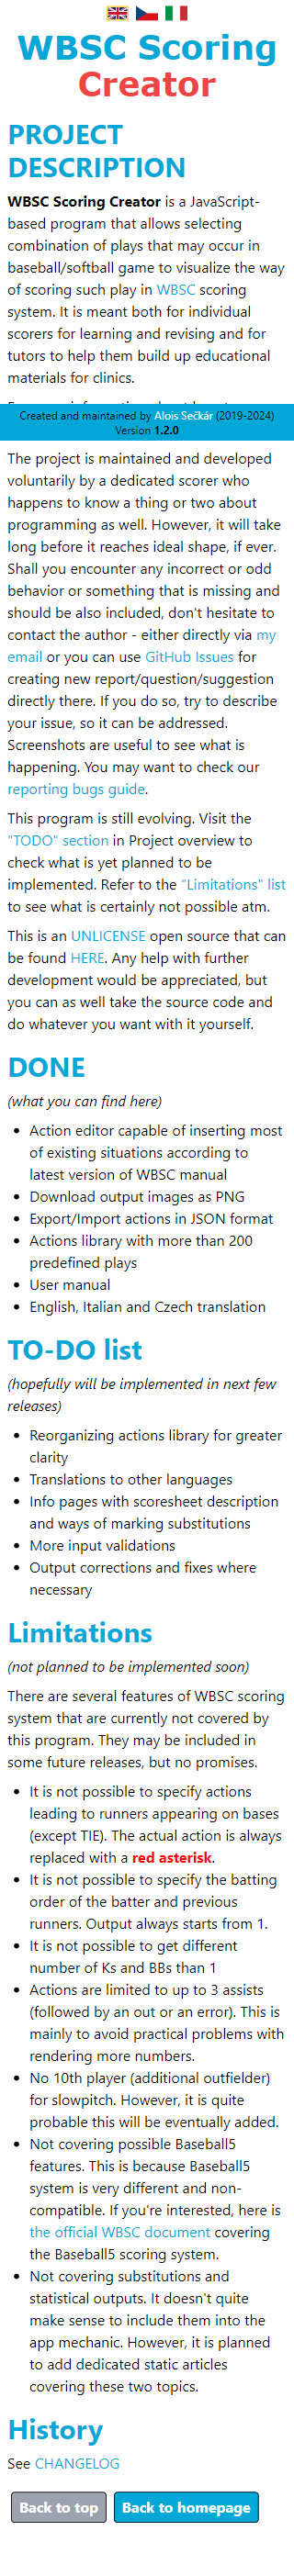 WBSC Scoring
Creator
PROJECT
DESCRIPTION
WBSC Scoring Creator is a JavaScript-
based program that allows selecting
combination of plays that may occur in
baseball/softball game to visualize the way
of scoring such play in WBSC scoring
system. It is meant both for individual
scorers for learning and revising and for
tutors to help them build up educational
materials for clinics.
Created and maintained by Alois Sečkár (2019-2024)
Version 1.2.0
The project is maintained and developed
voluntarily by a dedicated scorer who
happens to know a thing or two about
programming as well. However, it will take
long before it reaches ideal shape, if ever.
Shall you encounter any incorrect or odd
behavior or something that is missing and
should be also included, don't hesitate to
contact the author - either directly via my
email or you can use GitHub Issues for
creating new report/question/suggestion
directly there. If you do so, try to describe
your issue, so it can be addressed.
Screenshots are useful to see what is
happening. You may want to check our
reporting bugs guide.
This program is still evolving. Visit the
"TODO" section in Project overview to
check what is yet planned to be
implemented. Refer to the "Limitations" list
to see what is certainly not possible atm.
This is an UNLICENSE open source that can
be found HERE. Any help with further
development would be appreciated, but
you can as well take the source code and
do whatever you want with it yourself.
DONE
(what you can find here)
• Action editor capable of inserting most
of existing situations according to
latest version of WBSC manual
• Download output images as PNG
• Export/Import actions in JSON format
• Actions library with more than 200
predefined plays
• User manual
• English, Italian and Czech translation
TO-DO list
(hopefully will be implemented in next few
releases)
• Reorganizing actions library for greater
clarity
• Translations to other languages
• Info pages with scoresheet description
and ways of marking substitutions
• More input validations
• Output corrections and fixes where
necessary
Limitations
(not planned to be implemented soon)
There are several features of WBSC scoring
system that are currently not covered by
this program. They may be included in
some future releases, but no promises.
• It is not possible to specify actions
leading to runners appearing on bases
(except TIE). The actual action is always
replaced with a red asterisk.
• It is not possible to specify the batting
order of the batter and previous
runners. Output always starts from 1.
• It is not possible to get different
number of Ks and BBs than 1
• Actions are limited to up to 3 assists
(followed by an out or an error). This is
mainly to avoid practical problems with
rendering more numbers.
• No 10th player (additional outfielder)
for slowpitch. However, it is quite
probable this will be eventually added.
• Not covering possible Baseball5
features. This is because Baseball5
system is very different and non-
compatible. If you're interested, here is
the official WBSC document covering
the Baseball5 scoring system.
• Not covering substitutions and
statistical outputs. It doesn't quite
make sense to include them into the
app mechanic. However, it is planned
to add dedicated static articles
covering these two topics.
History
See CHANGELOG
Back to top Back to homepage